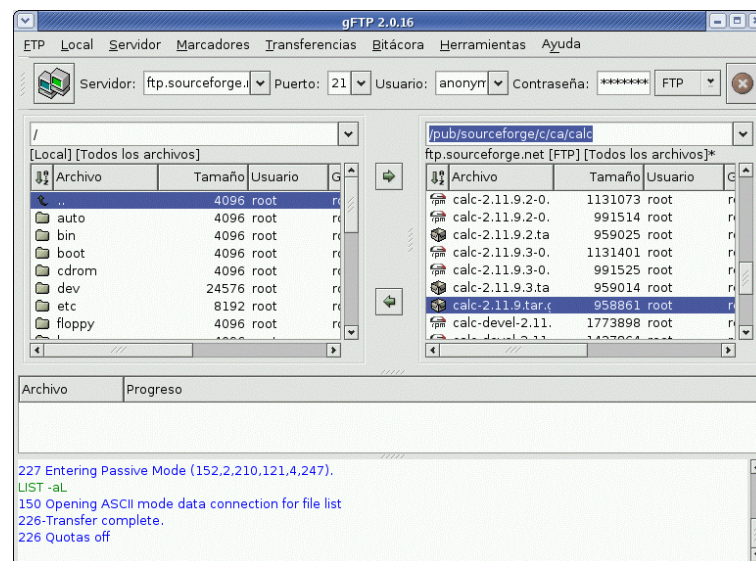 gFTP 2.0.16
FTP Local Servidor Marcadores Transferencias Bitácora Herramientas Ayuda
Servidor: ftp.sourceforge. Puerto: 21 Usuario: anonym Contraseña: ******* FTP
/
[Local] [Todos los archivos]
Archivo Tamaño Usuario G
.. 4096 root
auto 4096 root
bin 4096 root
boot 4096 root
cdrom 4096 root
dev 24576 root
etc 8192 root
floppy 4096 root
/pub/sourceforge/c/ca/calc
ftp.sourceforge.net [FTP] [Todos los archivos]*
Archivo Tamaño Usuario G
calc-2.11.9.2-0. 1131073 root
calc-2.11.9.2-0. 991514 root
calc-2.11.9.2.ta 959025 root
calc-2.11.9.3-0. 1131401 root
calc-2.11.9.3-0. 991525 root
calc-2.11.9.3.ta 959014 root
calc-2.11.9.tar.g 958861 root
calc-devel-2.11. 1773898 root
Archivo Progreso
227 Entering Passive Mode (152,2,210,121,4,247).
LIST -aL
150 Opening ASCII mode data connection for file list
226-Transfer complete.
226 Quotas off